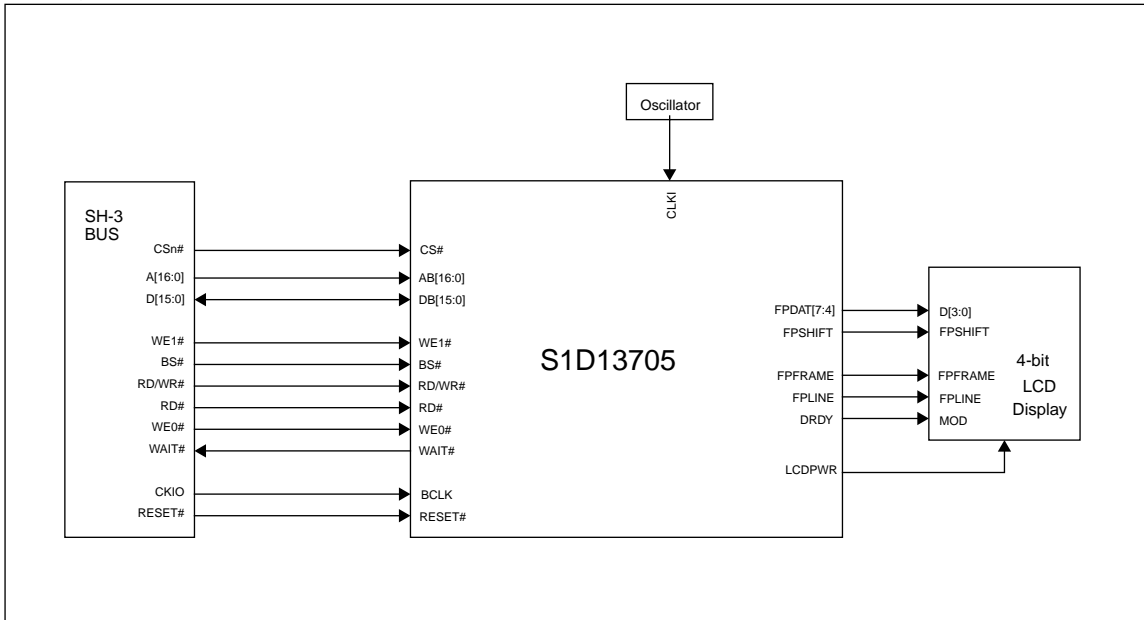 Oscillator
CLKI
SH-3
BUS
CSn#
A[16:0]
D[15:0]
WE1#
BS#
RD/WR#
RD#
WE0#
WAIT#
CKIO
RESET#
CS#
AB[16:0]
DB[15:0]
WE1#
BS#
RD/WR#
RD#
WE0#
WAIT#
BCLK
RESET#
S1D13705
FPDAT[7:4]
FPSHIFT
FPFRAME
FPLINE
DRDY
LCDPWR
D[3:0]
FPSHIFT
FPFRAME
FPLINE
MOD
4-bit
LCD
Display